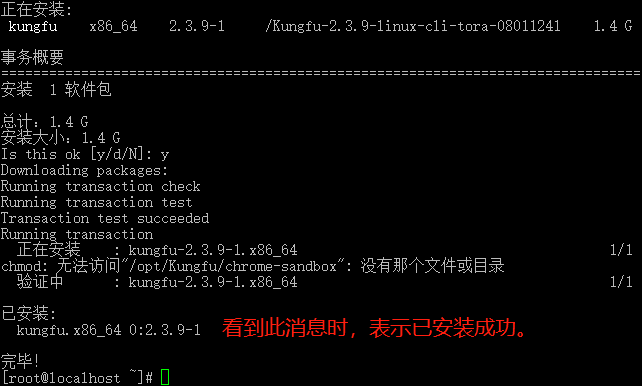 正在安装:
kungfu x86_64 2.3.9-1 /Kungfu-2.3.9-linux-cli-tora-08011241 1.4 G
事务概要
================================================================================
安装 1 软件包
总计：1.4 G
安装大小：1.4 G
Is this ok [y/d/N]: y
Downloading packages:
Running transaction check
Running transaction test
Transaction test succeeded
Running transaction
正在安装 : kungfu-2.3.9-1.x86_64 1/1
chmod: 无法访问"/opt/Kungfu/chrome-sandbox": 没有那个文件或目录
验证中 : kungfu-2.3.9-1.x86_64 1/1
已安装:
kungfu.x86_64 0:2.3.9-1 看到此消息时，表示已安装成功。
完毕！
[root@localhost ~]#